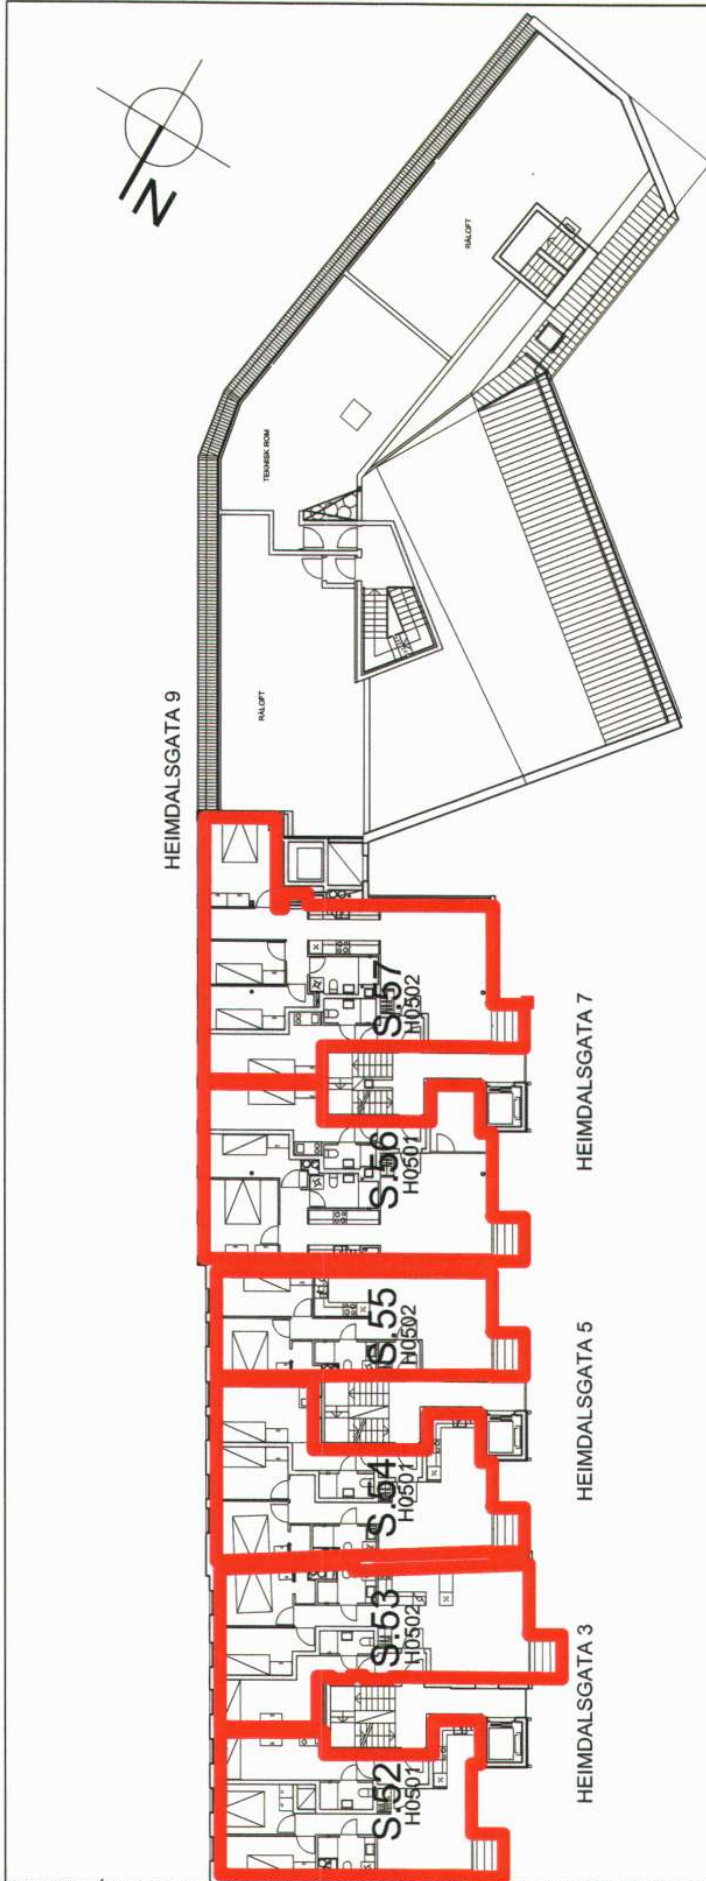 N
RÅLOFT
TEKNISK ROM
RÅLOFT
HEIMDALSGATA 9
S.57
H0502
HEIMDALSGATA 7
S.56
H0501
S.55
H0502
HEIMDALSGATA 5
S.54
H0501
S.53
H0502
HEIMDALSGATA 3
S.52
H0501